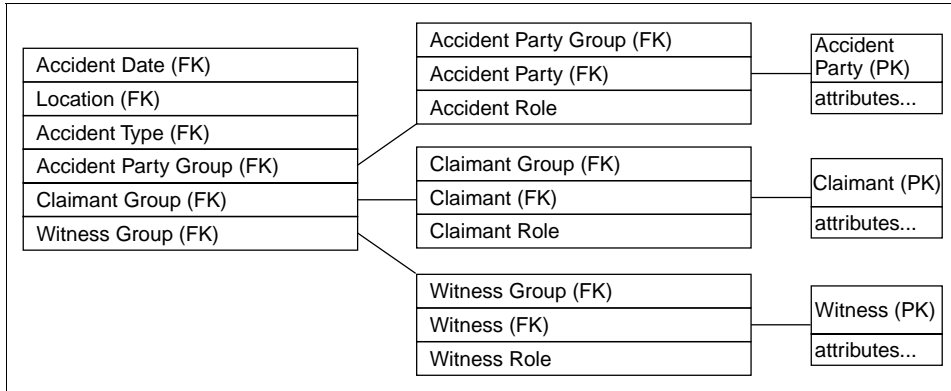 Accident Date (FK)
Location (FK)
Accident Type (FK)
Accident Party Group (FK)
Claimant Group (FK)
Witness Group (FK)
Accident Party Group (FK)
Accident Party (FK)
Accident Role
Claimant Group (FK)
Claimant (FK)
Claimant Role
Witness Group (FK)
Witness (FK)
Witness Role
Accident
Party (PK)
attributes...
Claimant (PK)
attributes...
Witness (PK)
attributes...